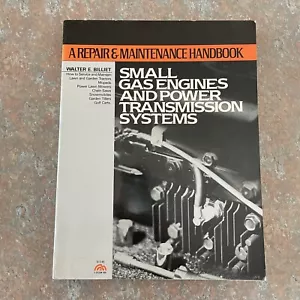 A REPAIR & MAINTENANCE HANDBOOK
WALTER E. BILLIET
How to Service and Maintain:
Lawn and Garden Tractors
Mopeds
Power Lawn Mowers
Chain Saws
Snowmobiles
Garden Tillers
Golf Carts
SMALL
GAS ENGINES
AND POWER
TRANSMISSION
SYSTEMS